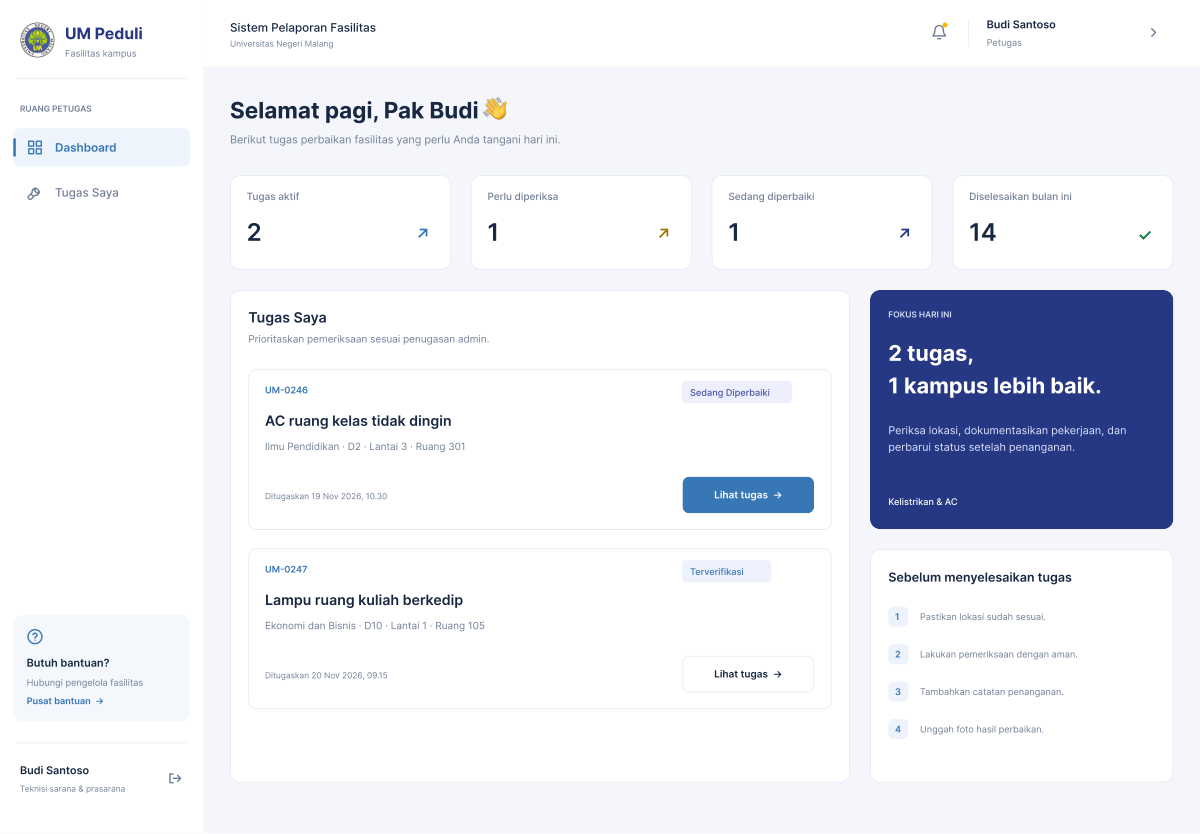 UM Peduli
Fasilitas kampus
RUANG PETUGAS
Dashboard
Tugas Saya
Butuh bantuan?
Hubungi pengelola fasilitas
Pusat bantuan →
Budi Santoso
Teknisi sarana & prasarana
Sistem Pelaporan Fasilitas
Universitas Negeri Malang
Budi Santoso
Petugas
Selamat pagi, Pak Budi 👋
Berikut tugas perbaikan fasilitas yang perlu Anda tangani hari ini.
Tugas aktif
2
Perlu diperiksa
1
Sedang diperbaiki
1
Diselesaikan bulan ini
14
Tugas Saya
Prioritaskan pemeriksaan sesuai penugasan admin.
UM-0246
Sedang Diperbaiki
AC ruang kelas tidak dingin
Ilmu Pendidikan · D2 · Lantai 3 · Ruang 301
Ditugaskan 19 Nov 2026, 10.30
Lihat tugas →
UM-0247
Terverifikasi
Lampu ruang kuliah berkedip
Ekonomi dan Bisnis · D10 · Lantai 1 · Ruang 105
Ditugaskan 20 Nov 2026, 09.15
Lihat tugas →
FOKUS HARI INI
2 tugas,
1 kampus lebih baik.
Periksa lokasi, dokumentasikan pekerjaan, dan
perbarui status setelah penanganan.
Kelistrikan & AC
Sebelum menyelesaikan tugas
1 Pastikan lokasi sudah sesuai.
2 Lakukan pemeriksaan dengan aman.
3 Tambahkan catatan penanganan.
4 Unggah foto hasil perbaikan.